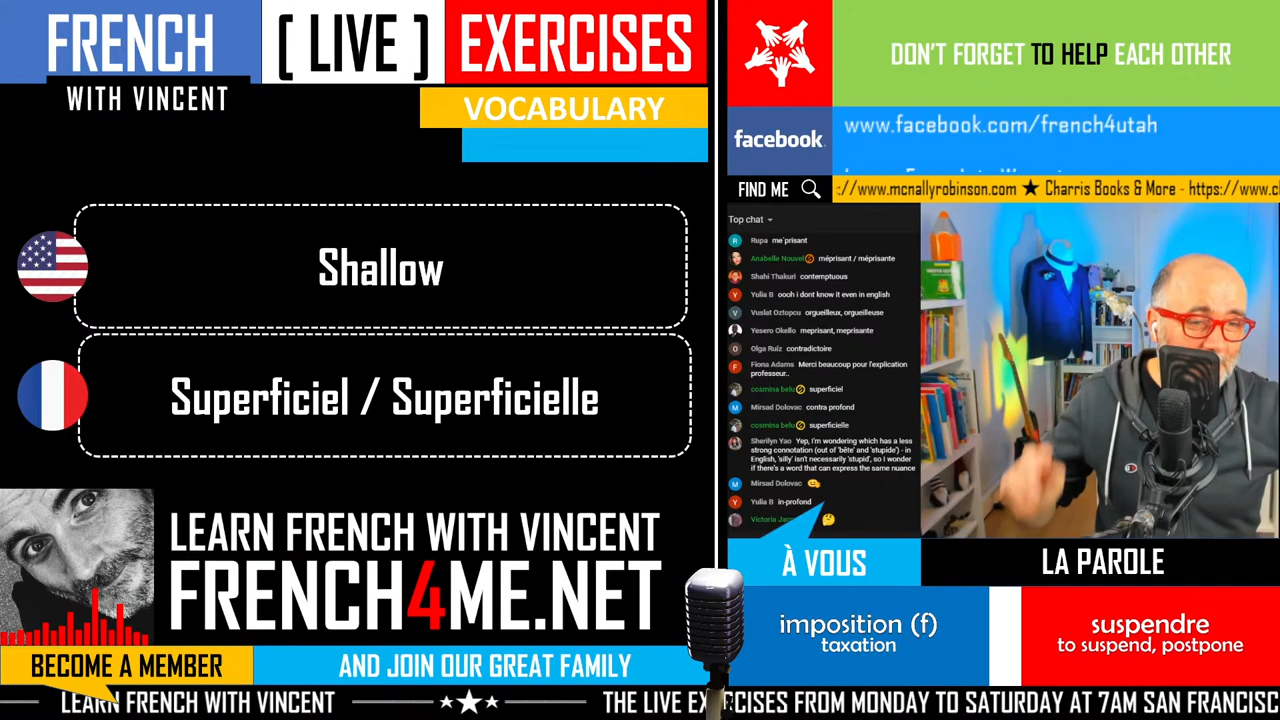 FRENCH
[ LIVE ]
EXERCISES
WITH VINCENT
VOCABULARY
Shallow
Superficiel / Superficielle
LEARN FRENCH WITH VINCENT
FRENCH4ME.NET
BECOME A MEMBER
AND JOIN OUR GREAT FAMILY
DON'T FORGET TO HELP EACH OTHER
facebook.
www.facebook.com/french4utah
FIND ME
://www.mcnallyrobinson.com ★ Charris Books & More - https://www.c
Top chat
R Rupa me`prisant
Anabelle Nouvel méprisant / méprisante
Shahi Thakuri contemptuous
Y Yulia B oooh i dont know it even in english
V Vuslat Oztopcu orgueilleux, orgueilleuse
Yesero Okello meprisant, meprisante
O Olga Ruíz contradictoire
F Fiona Adams Merci beaucoup pour l'explication
professeur..
cosmina belu superficiel
M Mirsad Dolovac contra profond
cosmina belu superficielle
Sherilyn Yao Yep, I'm wondering which has a less
strong connotation (out of 'bête' and 'stupide') - in
English, 'silly' isn't necessarily 'stupid', so I wonder
if there's a word that can express the same nuance
M Mirsad Dolovac
Y Yulia B in-profond
Victoria
À VOUS
LA PAROLE
imposition (f)
taxation
suspendre
to suspend, postpone
LEARN FRENCH WITH VINCENT
THE LIVE EXERCISES FROM MONDAY TO SATURDAY AT 7AM SAN FRANCISC